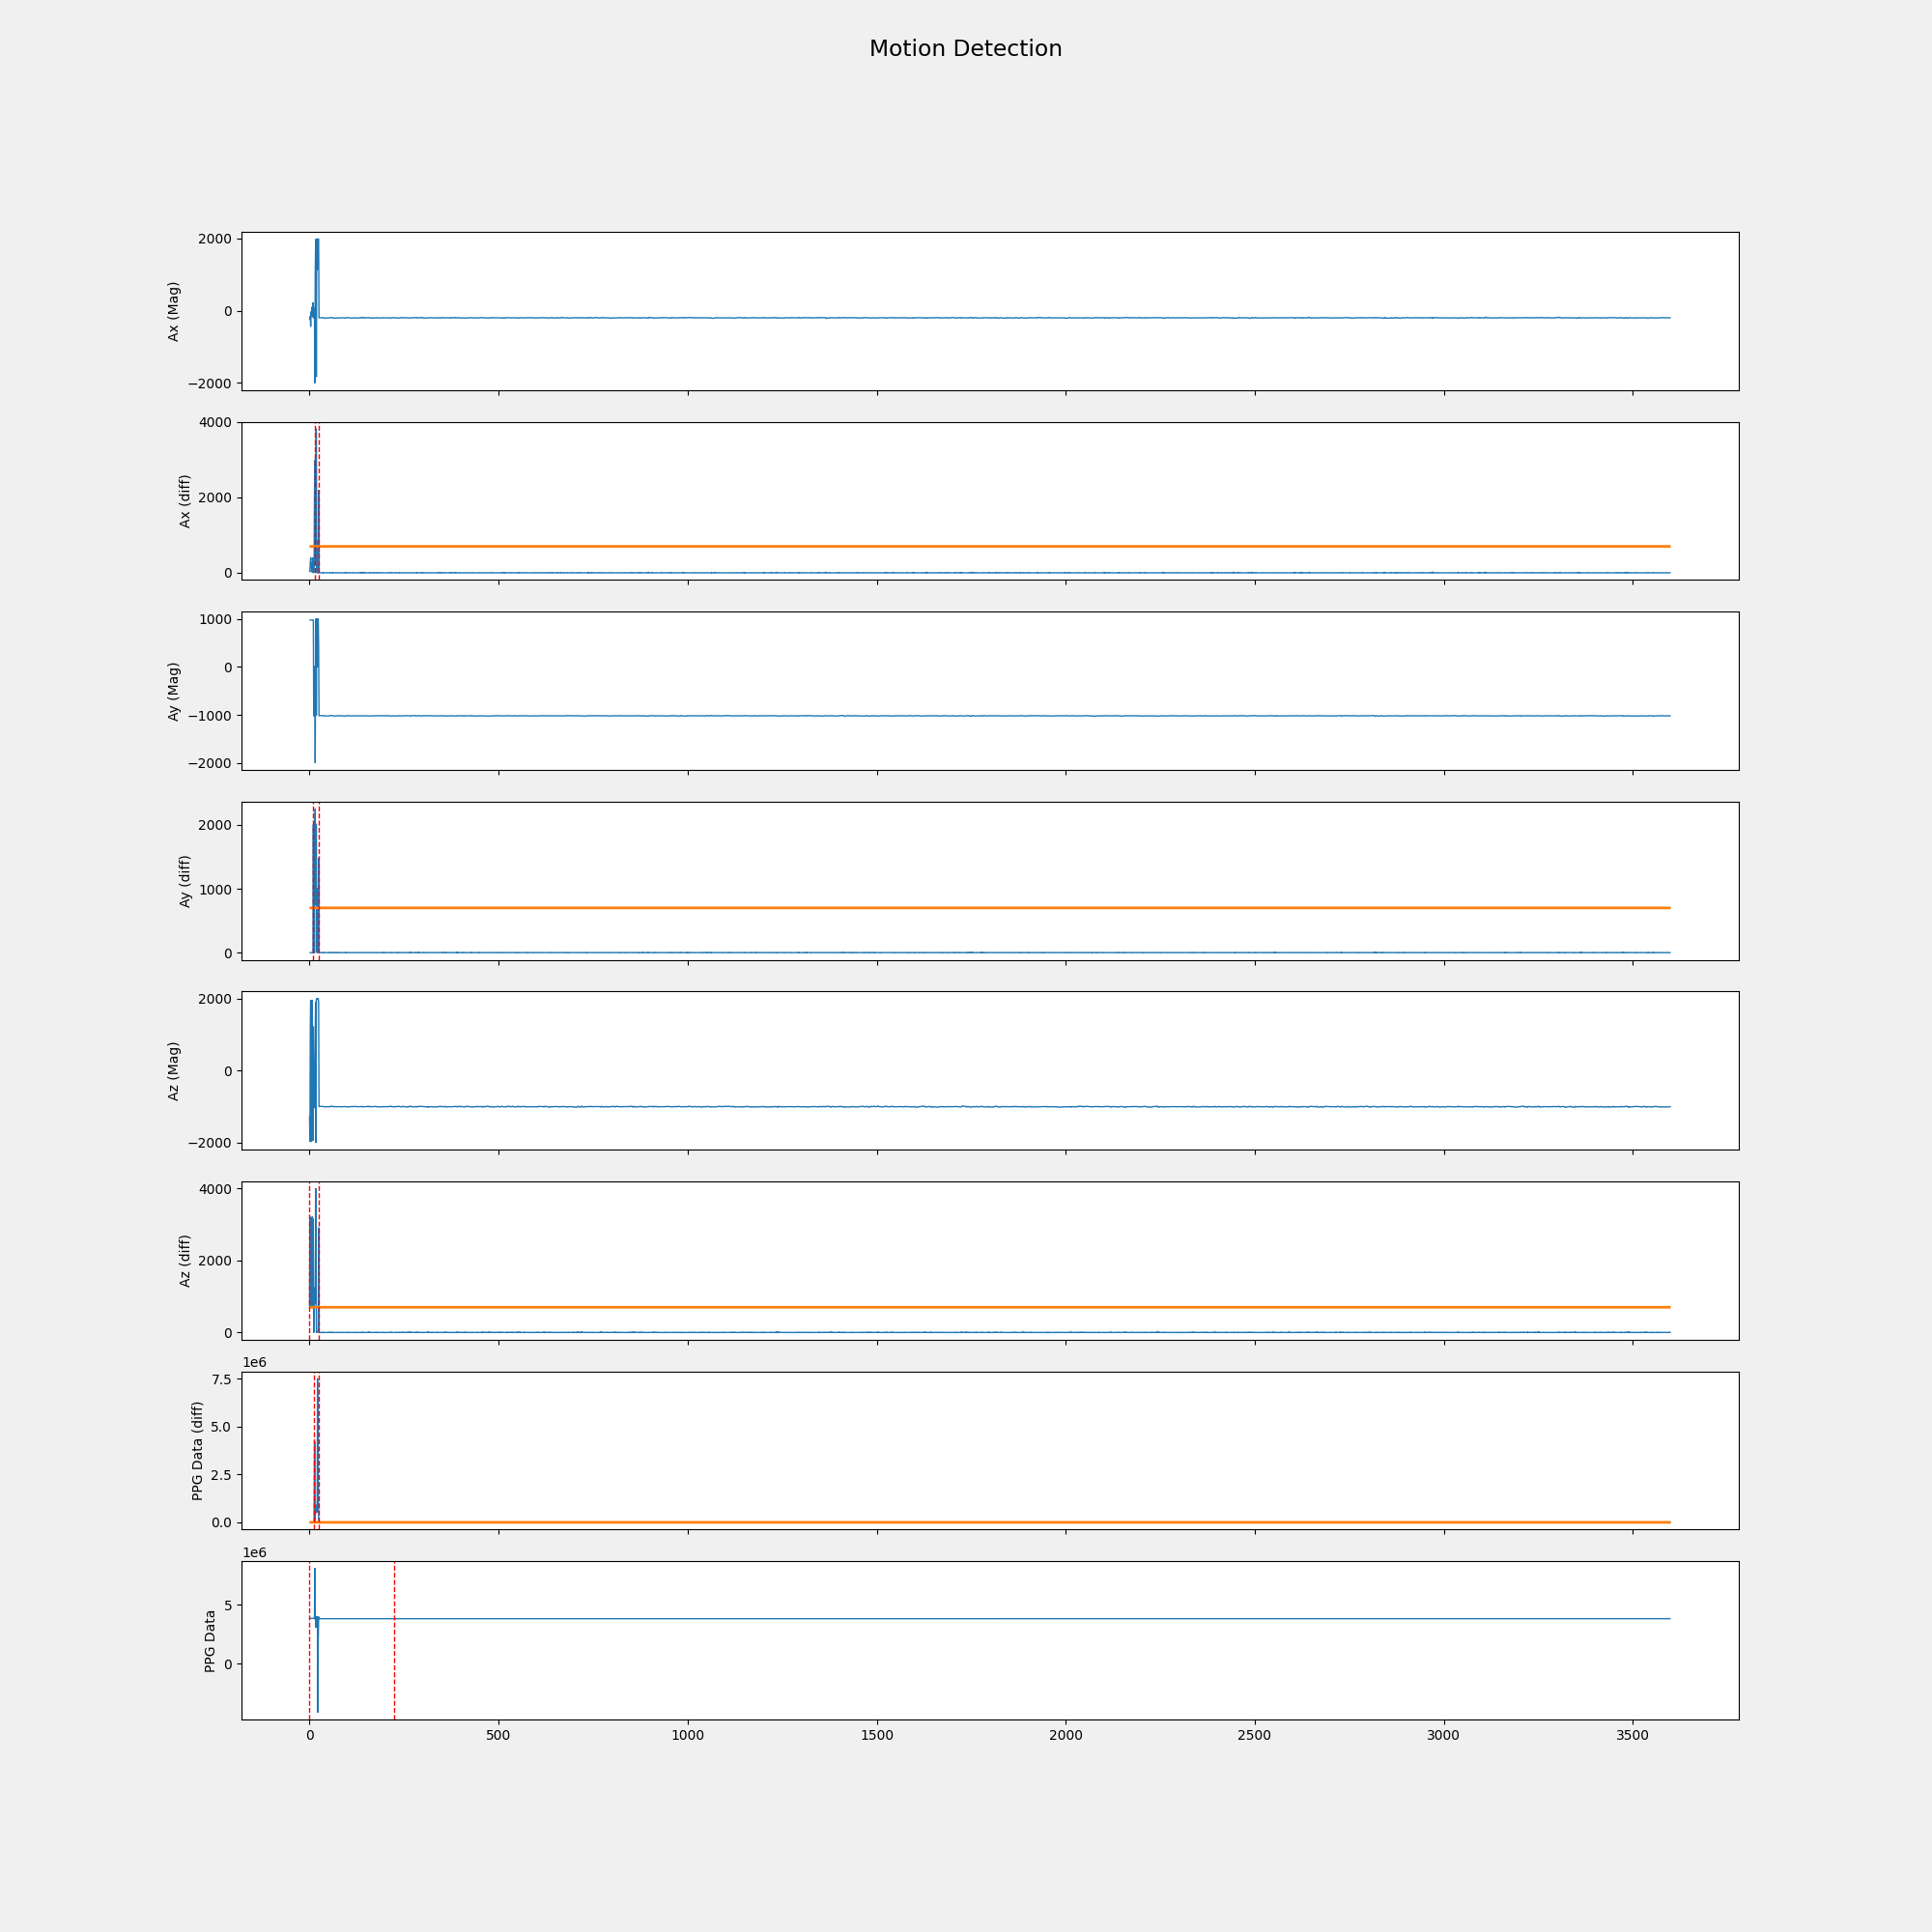 Motion Detection
2000
0
−2000
Ax (Mag)
4000
2000
0
Ax (diff)
1000
0
−1000
−2000
Ay (Mag)
2000
1000
0
Ay (diff)
2000
0
−2000
Az (Mag)
4000
2000
0
Az (diff)
1e6
7.5
5.0
2.5
0.0
PPG Data (diff)
1e6
5
0
PPG Data
0 500 1000 1500 2000 2500 3000 3500